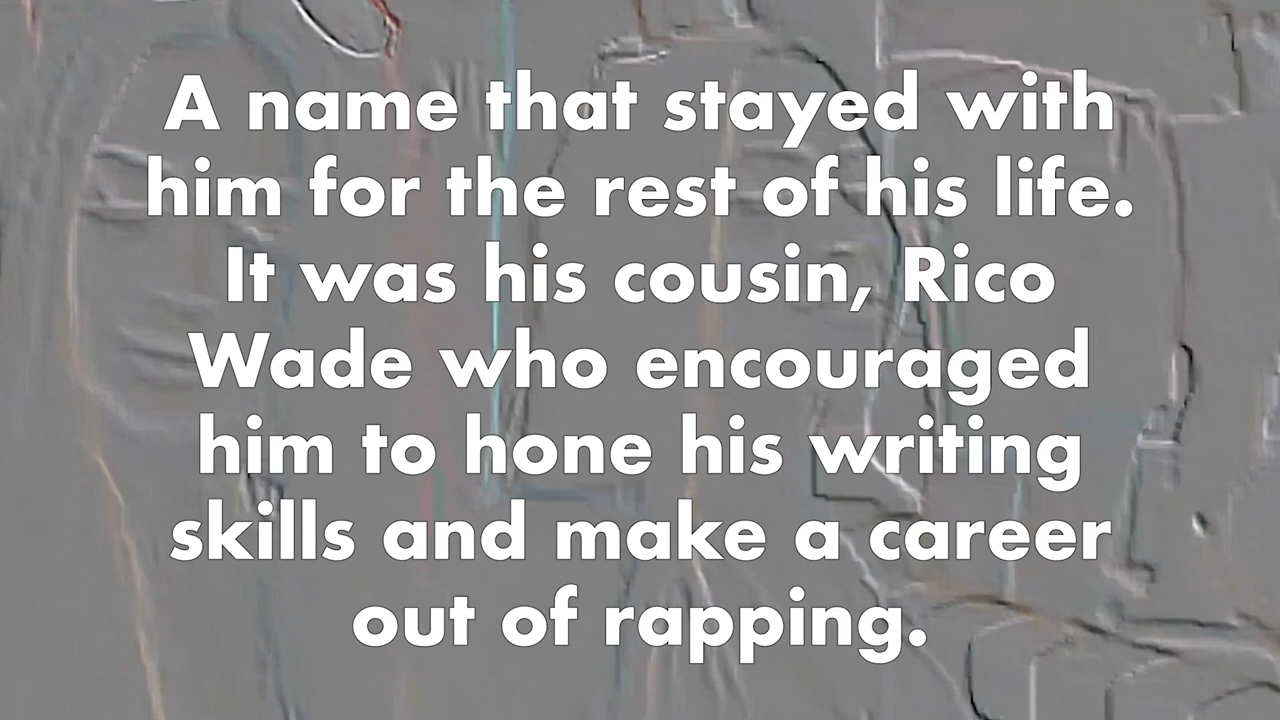 A name that stayed with
him for the rest of his life.
It was his cousin, Rico
Wade who encouraged
him to hone his writing
skills and make a career
out of rapping.